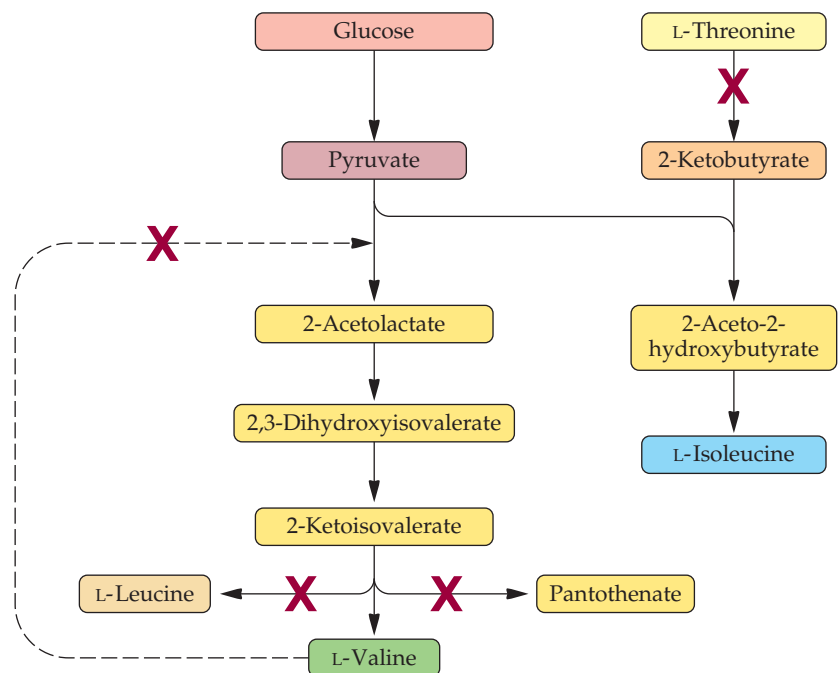 Glucose
L-Threonine
X
Pyruvate
2-Ketobutyrate
X
2-Acetolactate
2-Aceto-2-
hydroxybutyrate
2,3-Dihydroxyisovalerate
L-Isoleucine
2-Ketoisovalerate
L-Leucine
X
X
Pantothenate
L-Valine